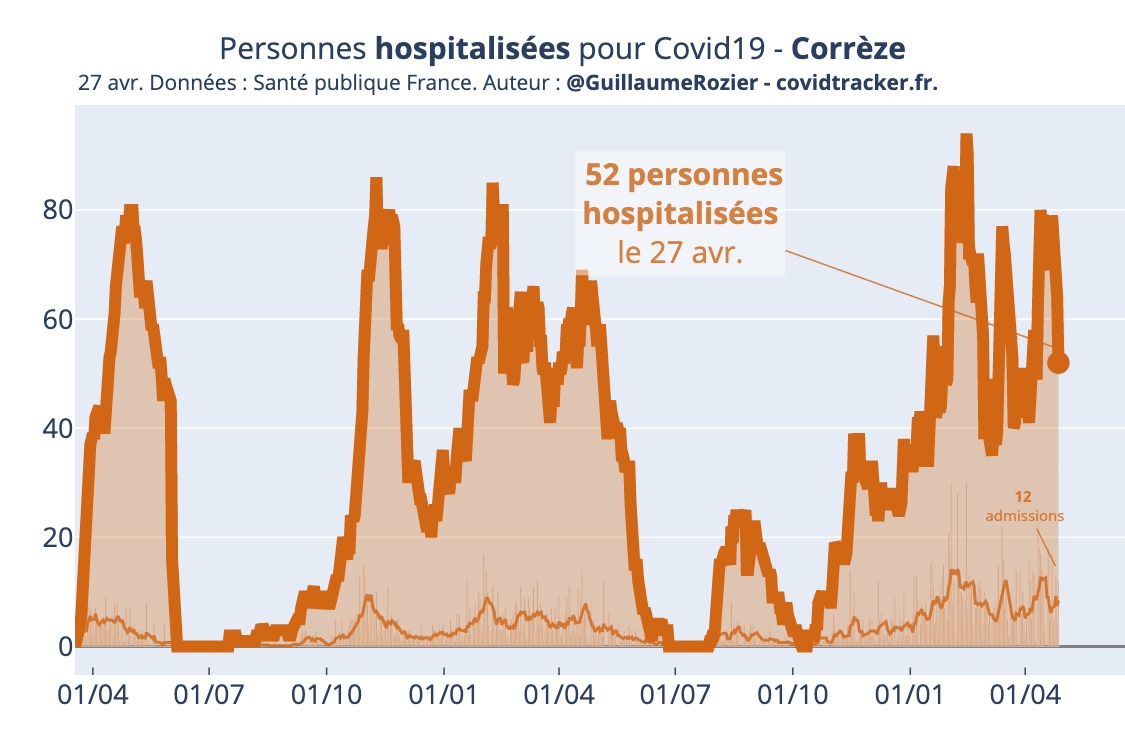 Personnes hospitalisées pour Covid19 - Corrèze
27 avr. Données : Santé publique France. Auteur : @GuillaumeRozier - covidtracker.fr.
52 personnes
hospitalisées
le 27 avr.
80
60
40
20
0
12
admissions
01/04 01/07 01/10 01/01 01/04 01/07 01/10 01/01 01/04